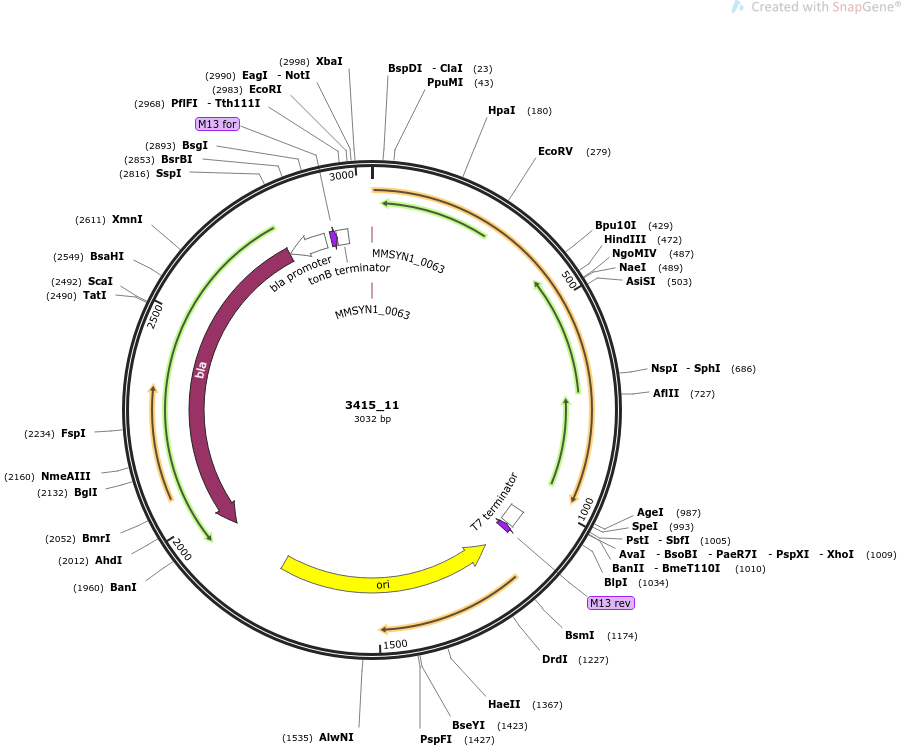 Created with SnapGene®
(2998) XbaI
(2990) EagI - NotI
(2983) EcoRI
(2968) PflFI - Tth111I
M13 for
(2893) BsgI
(2853) BsrBI
(2816) SspI
(2611) XmnI
(2549) BsaHI
(2492) ScaI
(2490) TatI
(2234) FspI
(2160) NmeAIII
(2132) BglI
(2052) BmrI
(2012) AhdI
(1960) BanI
(1535) AlwNI
BspDI - ClaI (23)
PpuMI (43)
HpaI (180)
EcoRV (279)
Bpu10I (429)
HindIII (472)
NgoMIV (487)
NaeI (489)
AsiSI (503)
NspI - SphI (686)
AflII (727)
AgeI (987)
SpeI (993)
PstI - SbfI (1005)
AvaI - BsoBI - PaeR7I - PspXI - XhoI (1009)
BanII - BmeT110I (1010)
BlpI (1034)
M13 rev
BsmI (1174)
DrdI (1227)
HaeII (1367)
BseYI (1423)
PspFI (1427)
3000
500
1000
1500
2000
2500
bla promoter
tonB terminator
MMSYN1_0063
MMSYN1_0063
bla
T7 terminator
ori
3415_11
3032 bp